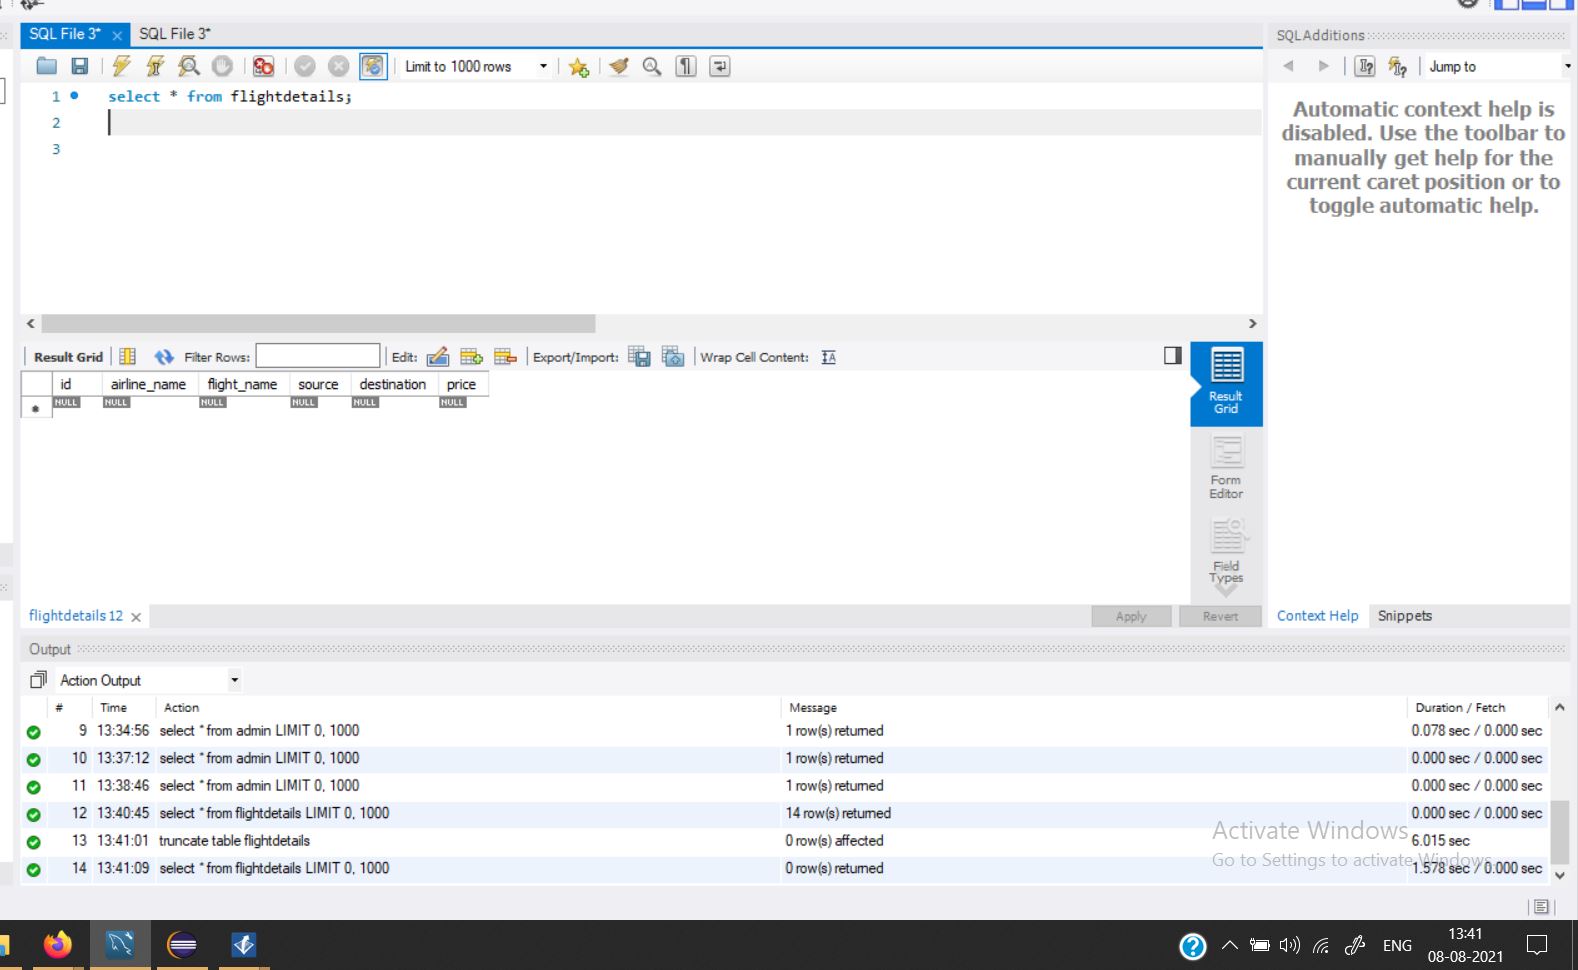 SQL File 3* SQL File 3*
SQLAdditions
Limit to 1000 rows
Jump to
1 select * from flightdetails;
2
3
Automatic context help is
disabled. Use the toolbar to
manually get help for the
current caret position or to
toggle automatic help.
Result Grid Filter Rows: Edit: Export/Import: Wrap Cell Content:
id airline_name flight_name source destination price
NULL NULL NULL NULL NULL NULL
Result
Grid
Form
Editor
Field
Types
flightdetails 12
Apply Revert
Context Help Snippets
Output
Action Output
# Time Action Message Duration / Fetch
9 13:34:56 select * from admin LIMIT 0, 1000 1 row(s) returned 0.078 sec / 0.000 sec
10 13:37:12 select * from admin LIMIT 0, 1000 1 row(s) returned 0.000 sec / 0.000 sec
11 13:38:46 select * from admin LIMIT 0, 1000 1 row(s) returned 0.000 sec / 0.000 sec
12 13:40:45 select * from flightdetails LIMIT 0, 1000 14 row(s) returned 0.000 sec / 0.000 sec
13 13:41:01 truncate table flightdetails 0 row(s) affected 6.015 sec
14 13:41:09 select * from flightdetails LIMIT 0, 1000 0 row(s) returned 1.578 sec / 0.000 sec
Activate Windows
Go to Settings to activate Windows.
ENG
13:41
08-08-2021